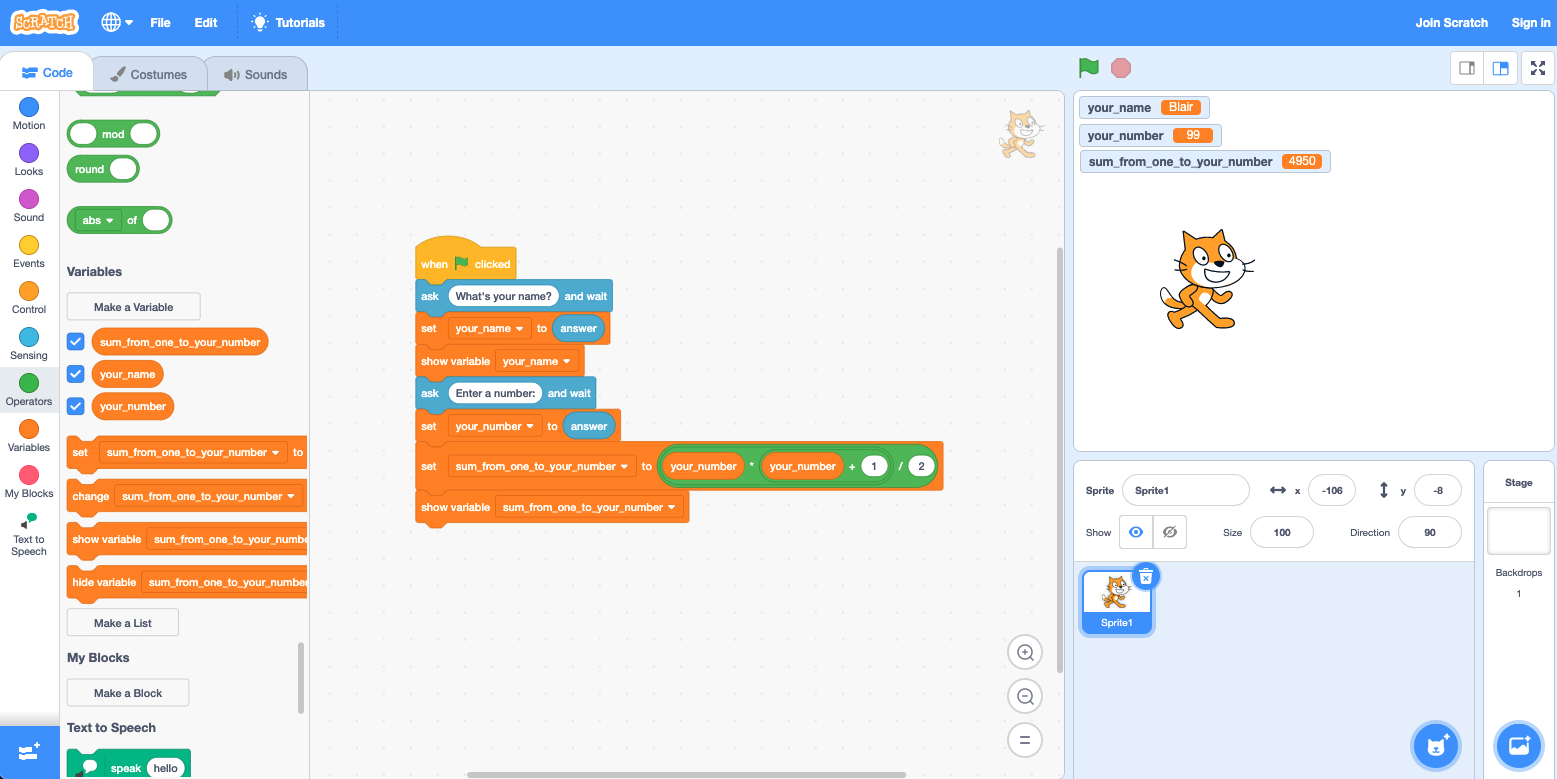 SCRATCH File Edit Tutorials Join Scratch Sign in
Code Costumes Sounds
Motion
Looks
Sound
Events
Control
Sensing
Operators
Variables
My Blocks
Text to
Speech
mod
round
abs of
Variables
Make a Variable
sum_from_one_to_your_number
your_name
your_number
set sum_from_one_to_your_number to
change sum_from_one_to_your_number
show variable sum_from_one_to_your_numbe
hide variable sum_from_one_to_your_number
Make a List
My Blocks
Make a Block
Text to Speech
speak hello
when clicked
ask What's your name? and wait
set your_name to answer
show variable your_name
ask Enter a number: and wait
set your_number to answer
set sum_from_one_to_your_number to your_number * your_number + 1 / 2
show variable sum_from_one_to_your_number
your_name Blair
your_number 99
sum_from_one_to_your_number 4950
Sprite Sprite1 x -106 y -8
Show Size 100 Direction 90
Sprite1
Stage
Backdrops
1